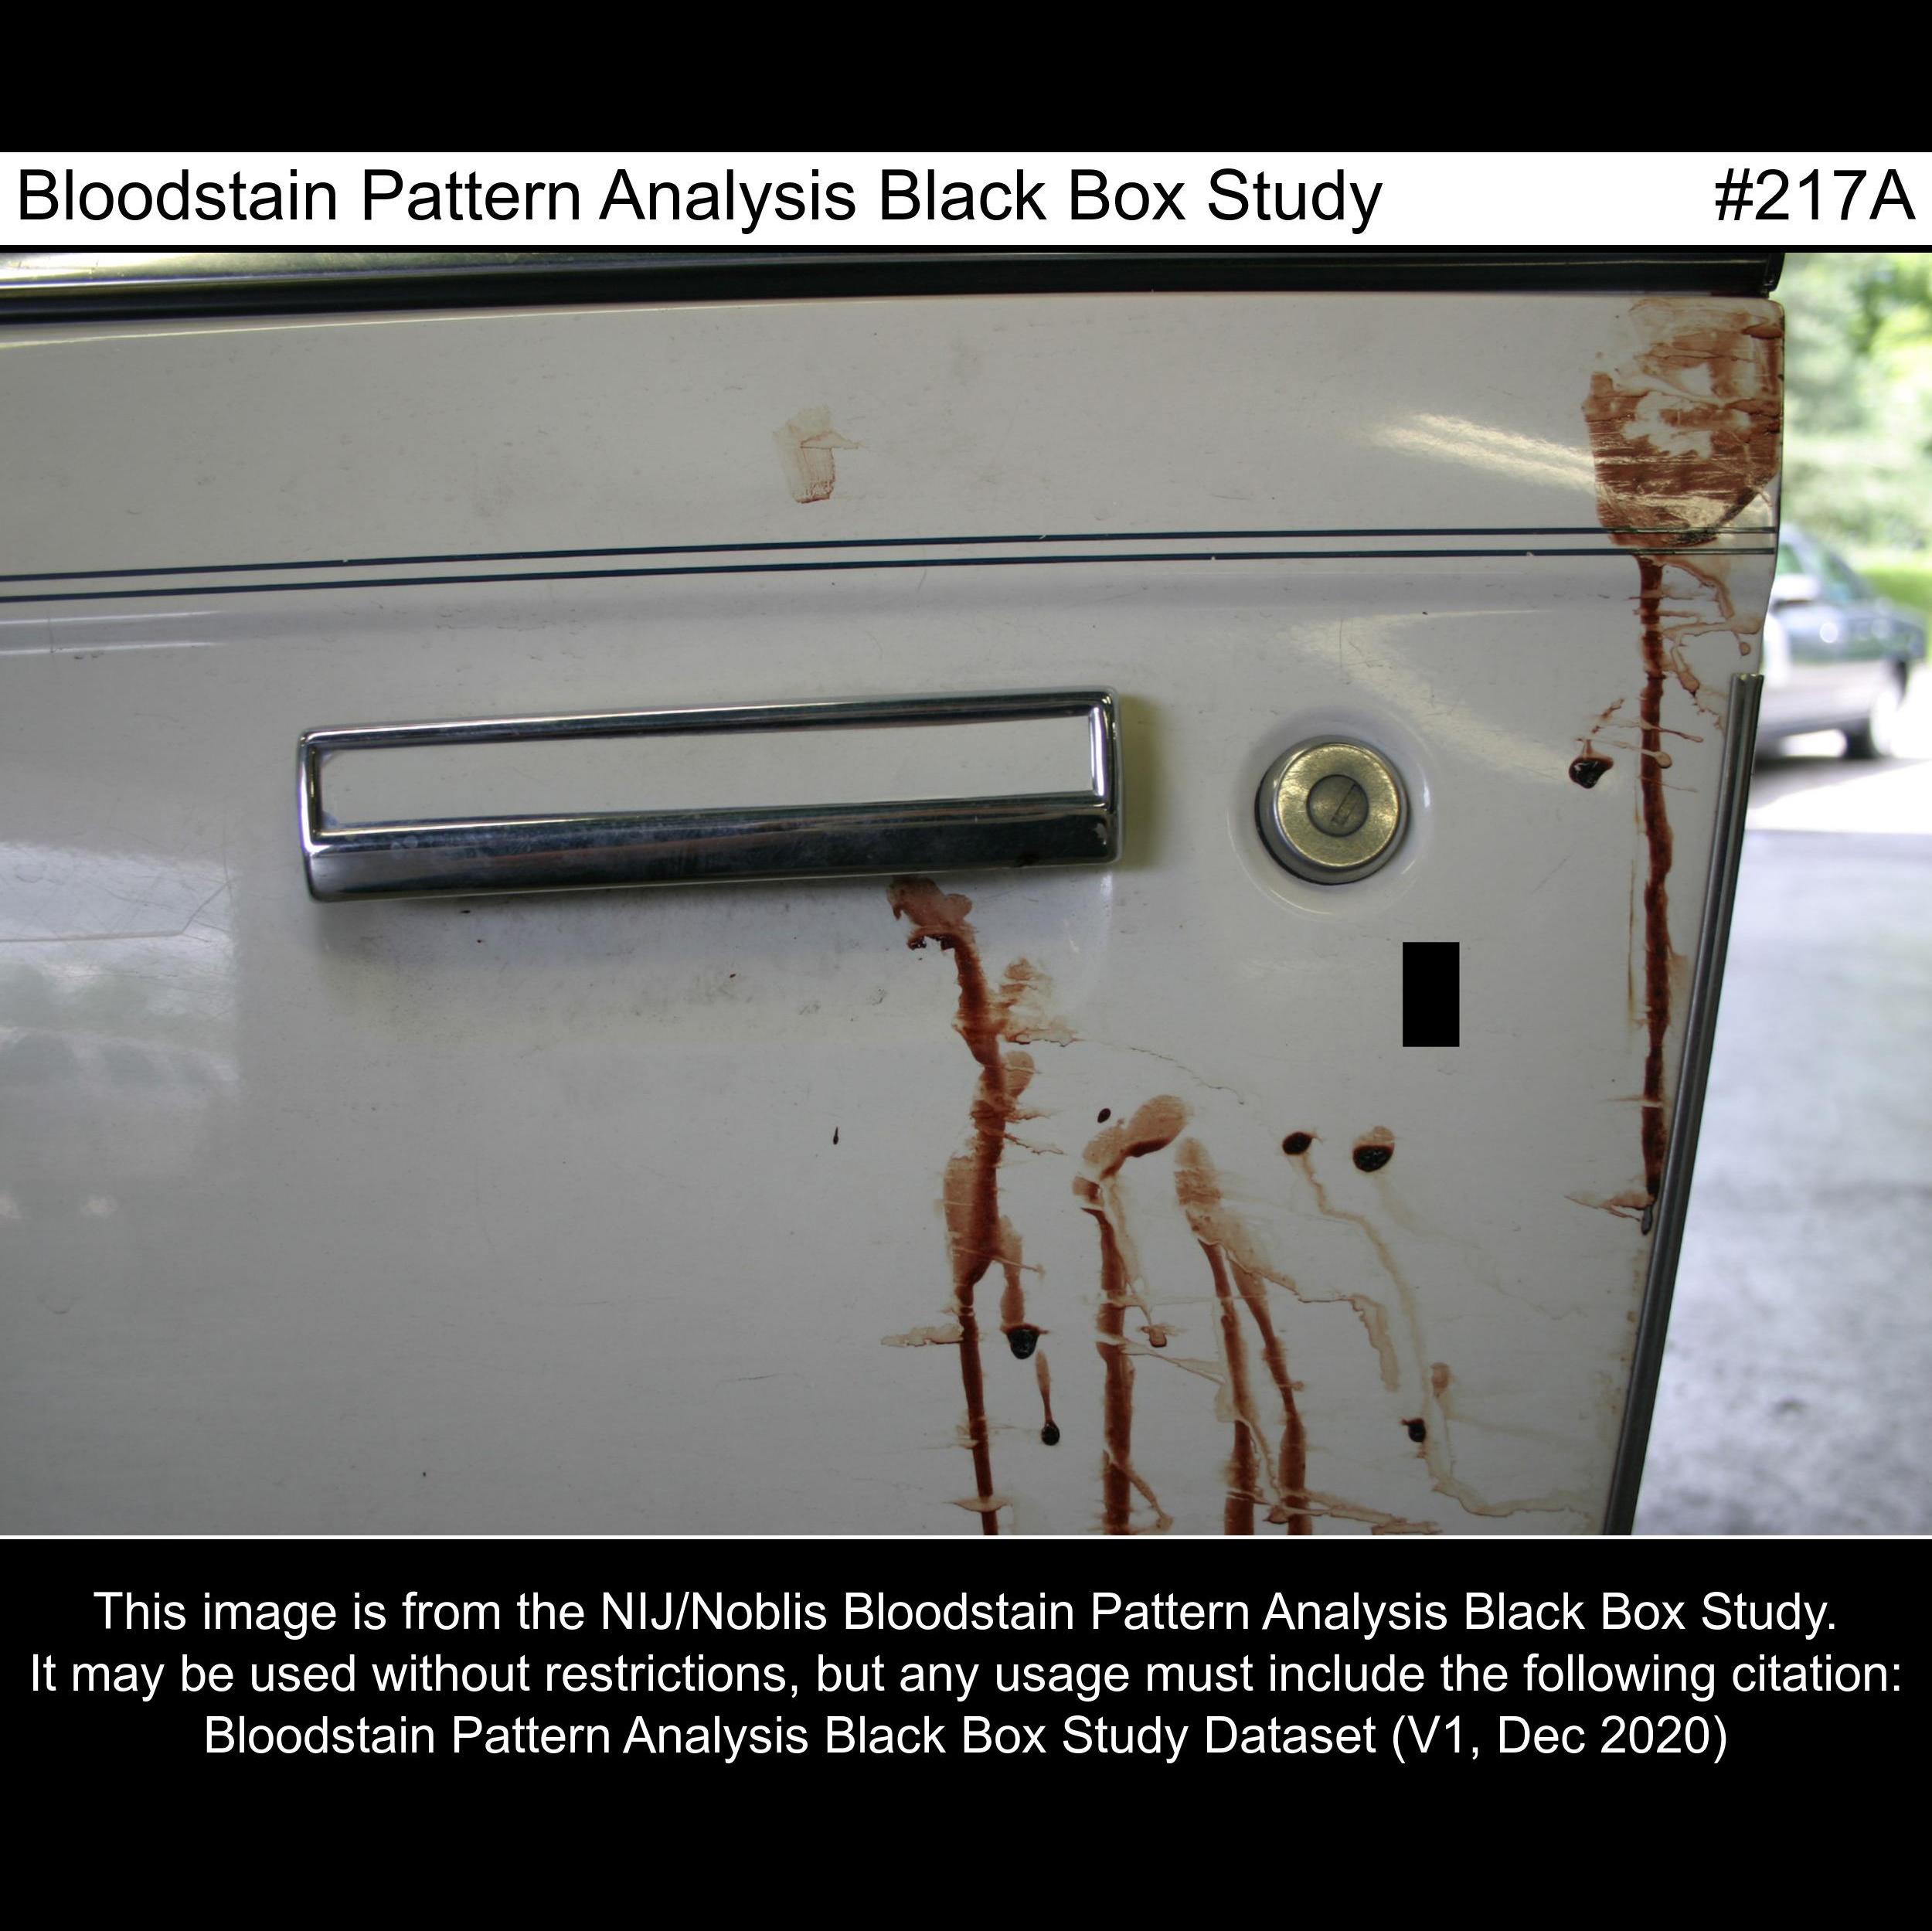 Bloodstain Pattern Analysis Black Box Study #217A
This image is from the NIJ/Noblis Bloodstain Pattern Analysis Black Box Study.
It may be used without restrictions, but any usage must include the following citation:
Bloodstain Pattern Analysis Black Box Study Dataset (V1, Dec 2020)